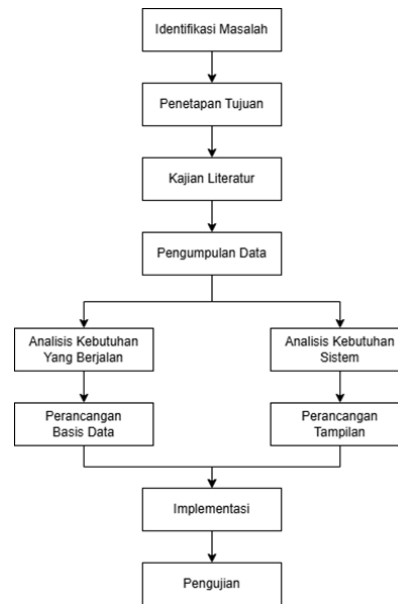 Identifikasi Masalah
Penetapan Tujuan
Kajian Literatur
Pengumpulan Data
Analisis Kebutuhan
Yang Berjalan
Analisis Kebutuhan
Sistem
Perancangan
Basis Data
Perancangan
Tampilan
Implementasi
Pengujian